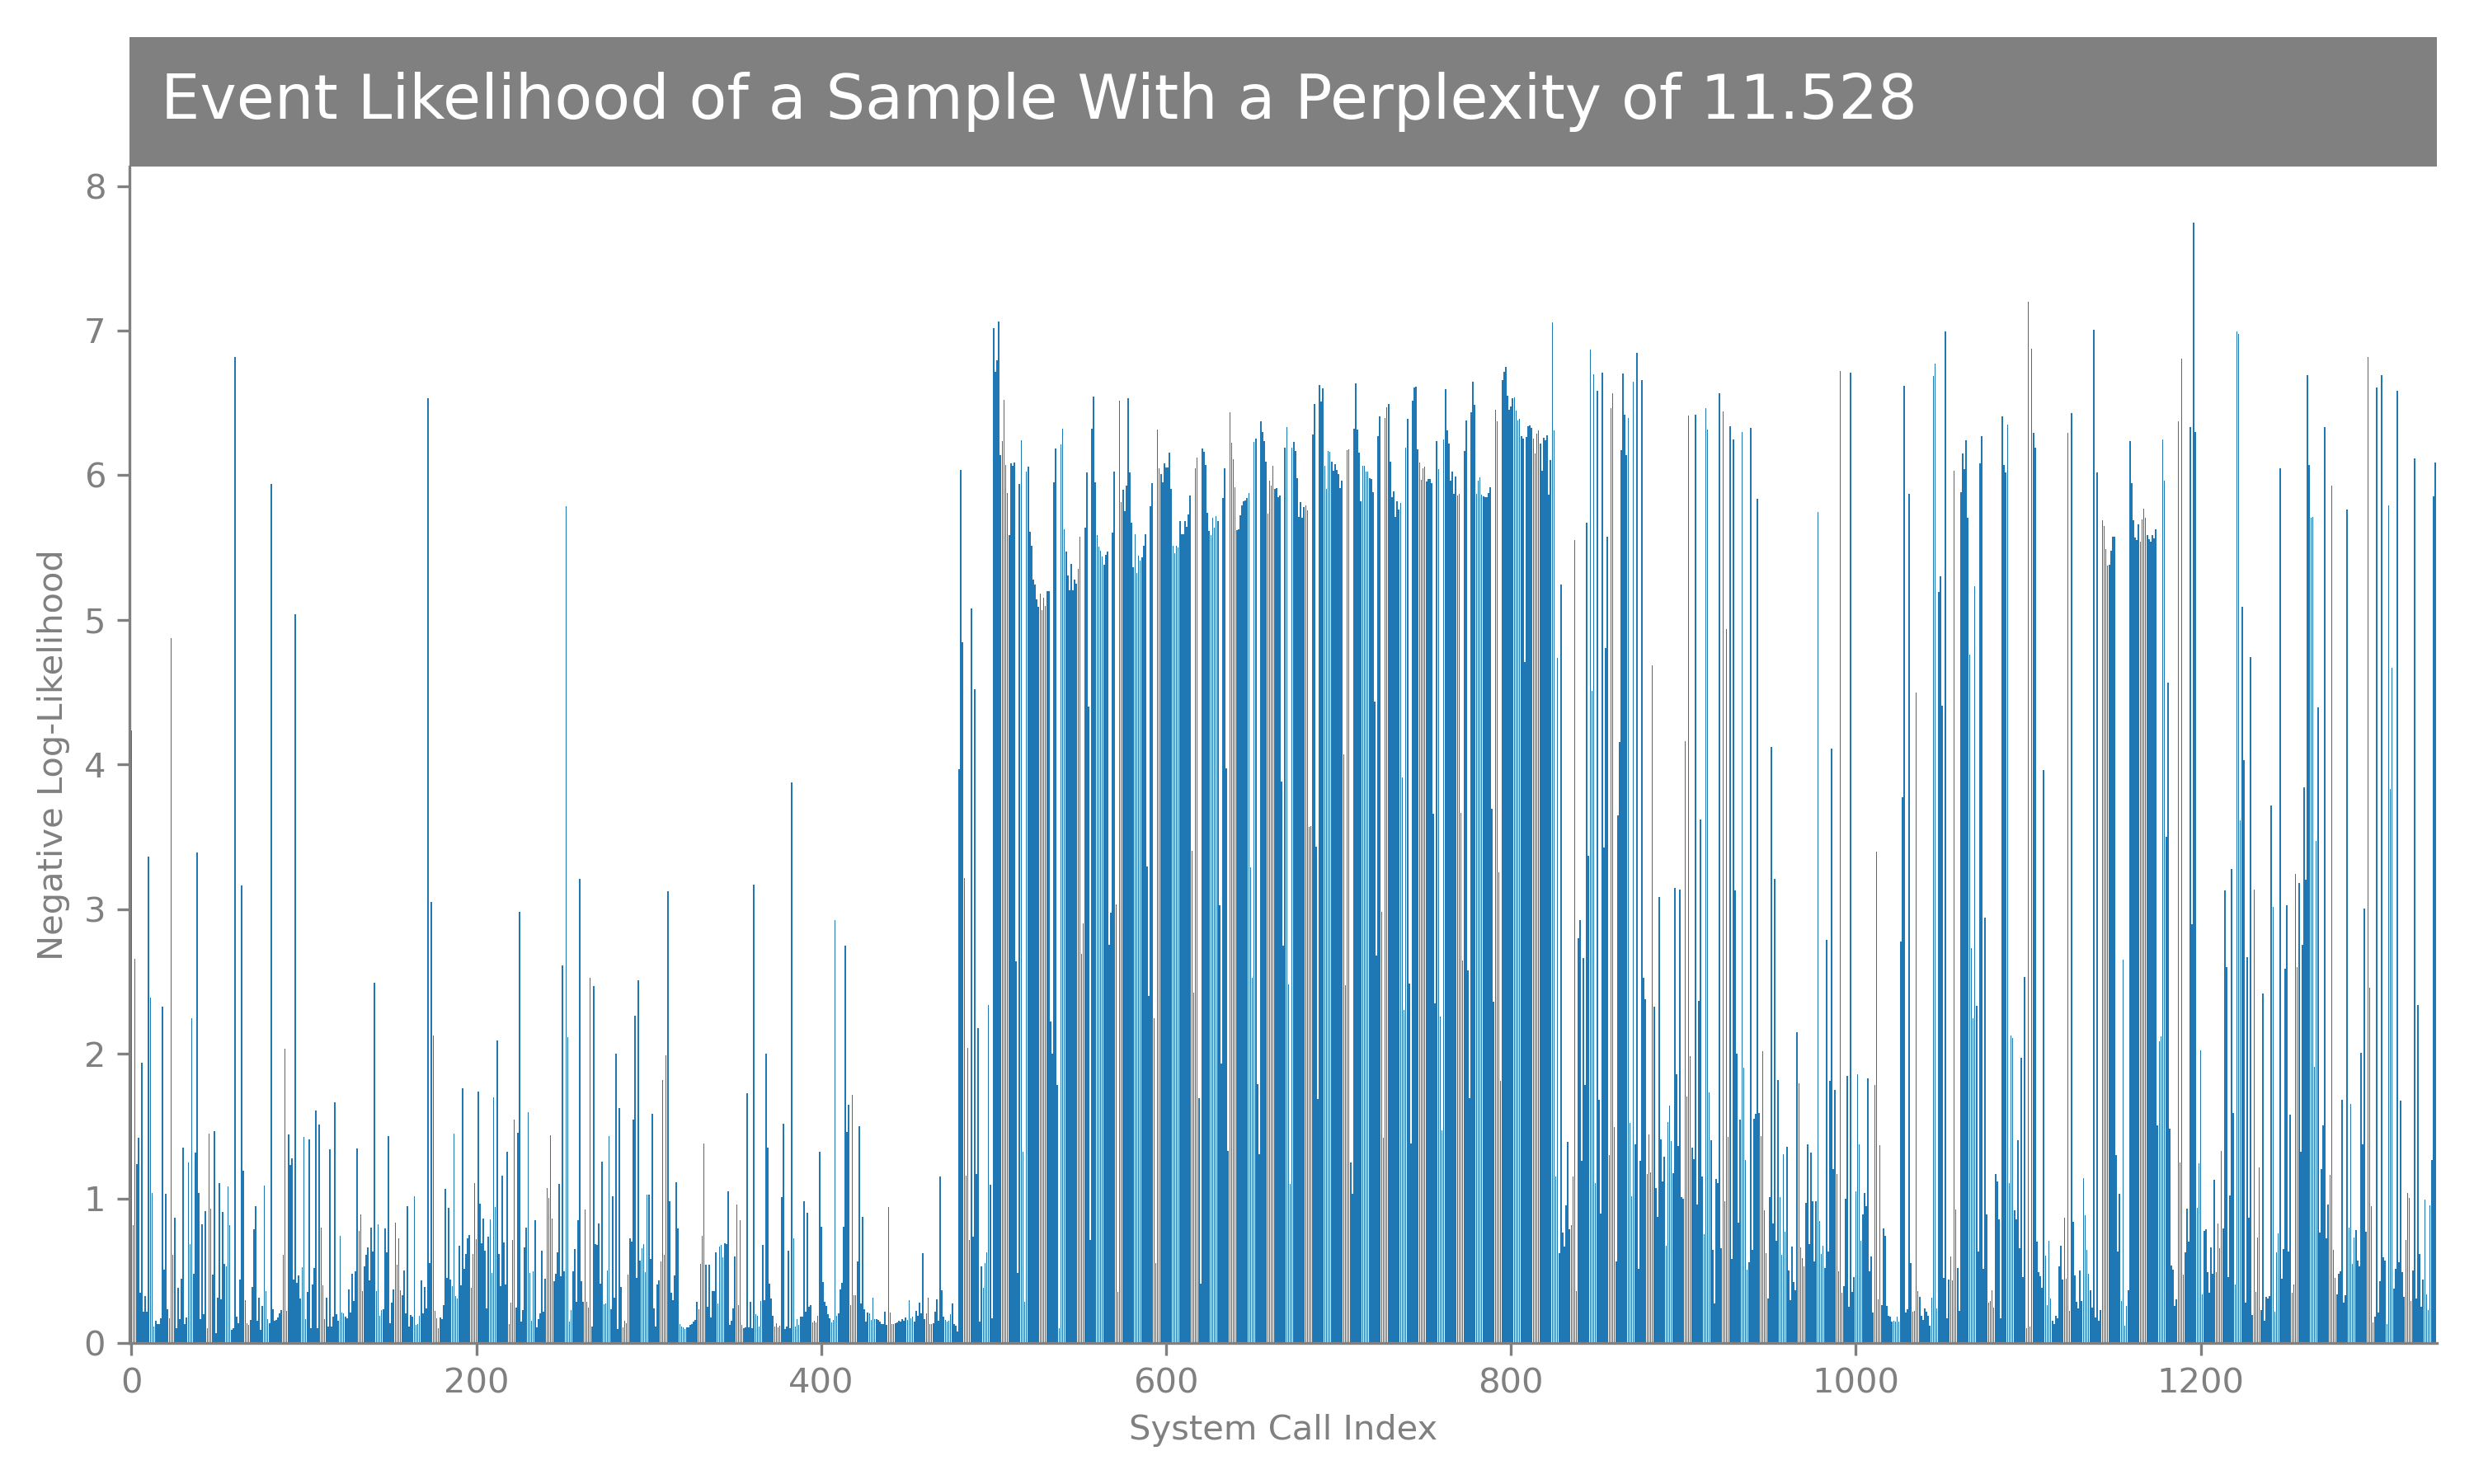 Event Likelihood of a Sample With a Perplexity of 11.528
8
7
6
5
4
3
2
1
0
Negative Log-Likelihood
0 200 400 600 800 1000 1200
System Call Index